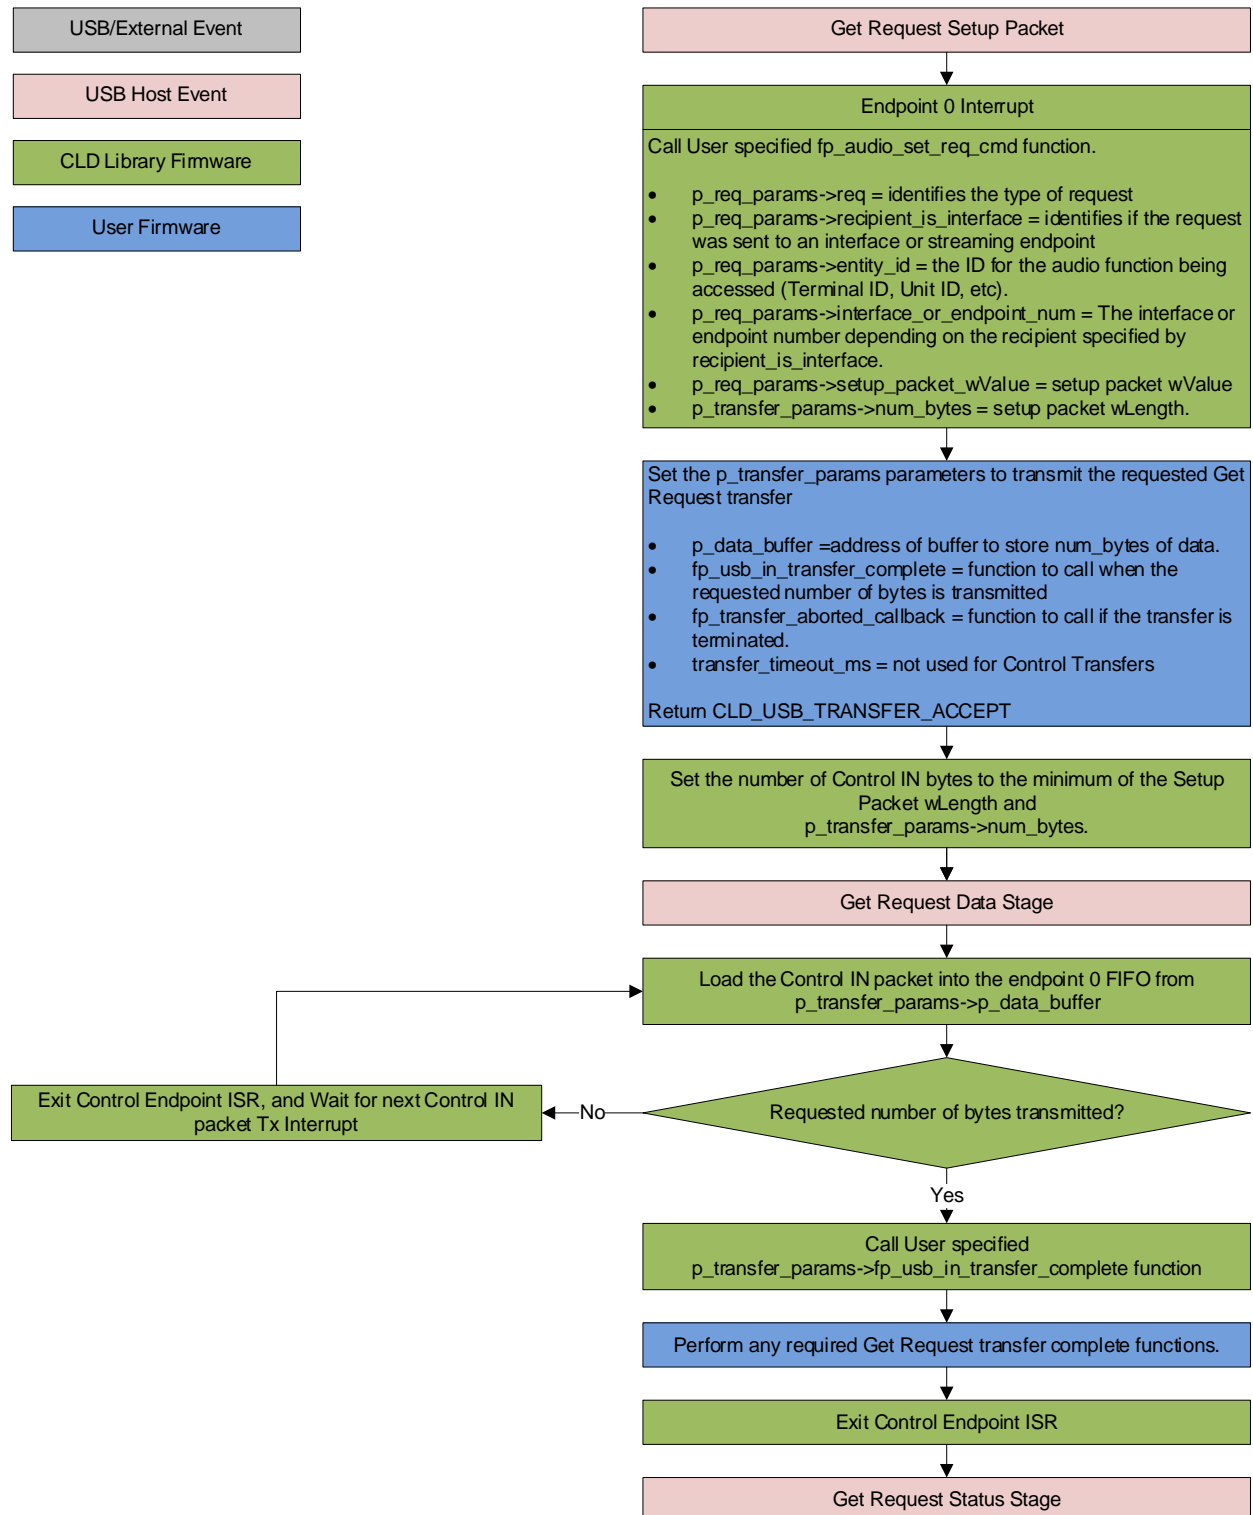 USB/External Event
USB Host Event
CLD Library Firmware
User Firmware
Get Request Setup Packet
Endpoint 0 Interrupt
Call User specified fp_audio_set_req_cmd function.
• p_req_params->req = identifies the type of request
• p_req_params->recipient_is_interface = identifies if the request
was sent to an interface or streaming endpoint
• p_req_params->entity_id = the ID for the audio function being
accessed (Terminal ID, Unit ID, etc).
• p_req_params->interface_or_endpoint_num = The interface or
endpoint number depending on the recipient specified by
recipient_is_interface.
• p_req_params->setup_packet_wValue = setup packet wValue
• p_transfer_params->num_bytes = setup packet wLength.
Set the p_transfer_params parameters to transmit the requested Get
Request transfer
• p_data_buffer =address of buffer to store num_bytes of data.
• fp_usb_in_transfer_complete = function to call when the
requested number of bytes is transmitted
• fp_transfer_aborted_callback = function to call if the transfer is
terminated.
• transfer_timeout_ms = not used for Control Transfers
Return CLD_USB_TRANSFER_ACCEPT
Set the number of Control IN bytes to the minimum of the Setup
Packet wLength and
p_transfer_params->num_bytes.
Get Request Data Stage
Load the Control IN packet into the endpoint 0 FIFO from
p_transfer_params->p_data_buffer
Exit Control Endpoint ISR, and Wait for next Control IN
packet Tx Interrupt
No
Requested number of bytes transmitted?
Yes
Call User specified
p_transfer_params->fp_usb_in_transfer_complete function
Perform any required Get Request transfer complete functions.
Exit Control Endpoint ISR
Get Request Status Stage